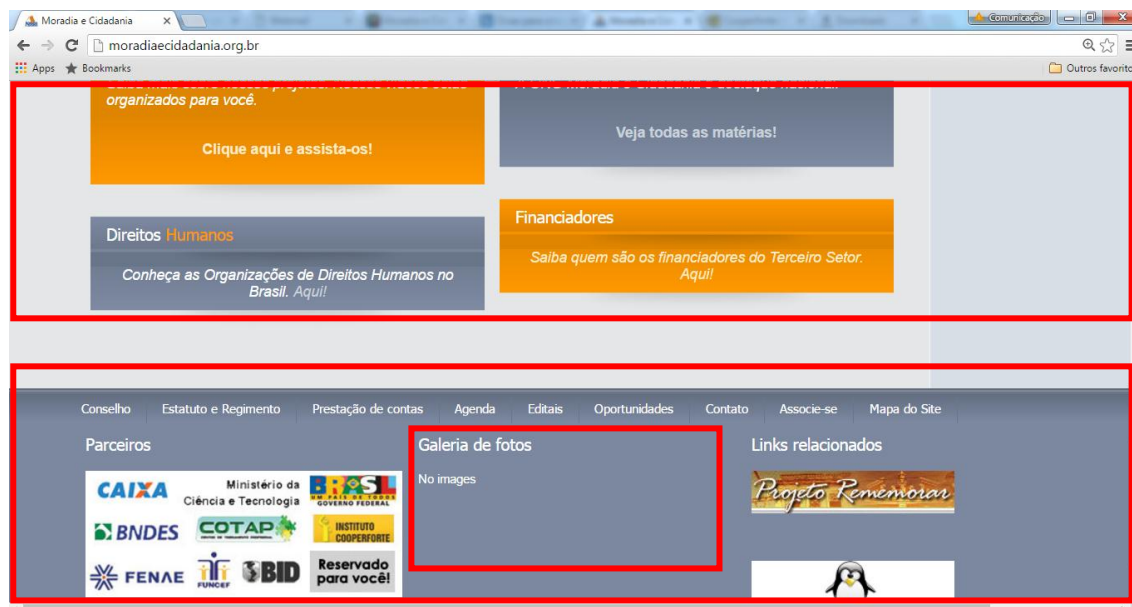 Moradia e Cidadania
Comunicação
moradiaecidadania.org.br
Apps Bookmarks Outros favorito
organizados para você.
Clique aqui e assista-os!
Veja todas as matérias!
Direitos Humanos
Conheça as Organizações de Direitos Humanos no
Brasil. Aqui!
Financiadores
Saiba quem são os financiadores do Terceiro Setor.
Aqui!
Conselho Estatuto e Regimento Prestação de contas Agenda Editais Oportunidades Contato Associe-se Mapa do Site
Parceiros
CAIXA
Ministério da
Ciência e Tecnologia
BRASIL
UM PAÍS DE TODOS
GOVERNO FEDERAL
BNDES
COTAP
INSTITUTO
COOPERFORTE
FENAE
FUNCEF
BID
Reservado
para você!
Galeria de fotos
No images
Links relacionados
Projeto Rememorar